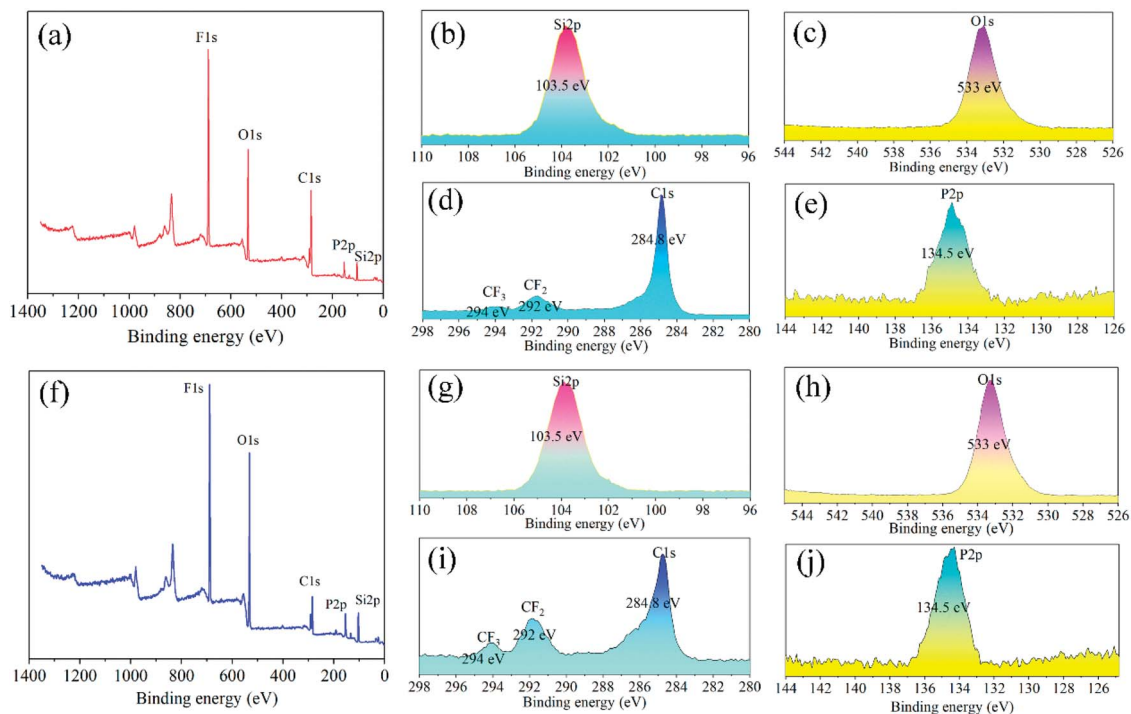 (a)
F1s
O1s
C1s
P2p
Si2p
1400 1200 1000 800 600 400 200 0
Binding energy (eV)
(b)
Si2p
103.5 eV
110 108 106 104 102 100 98 96
Binding energy (eV)
(c)
O1s
533 eV
544 542 540 538 536 534 532 530 528 526
Binding energy (eV)
(d)
C1s
284.8 eV
CF3
294 eV
CF2
292 eV
298 296 294 292 290 288 286 284 282 280
Binding energy (eV)
(e)
P2p
134.5 eV
144 142 140 138 136 134 132 130 128 126
Binding energy (eV)
(f)
F1s
O1s
C1s
P2p
Si2p
1400 1200 1000 800 600 400 200 0
Binding energy (eV)
(g)
Si2p
103.5 eV
110 108 106 104 102 100 98 96
Binding energy (eV)
(h)
O1s
533 eV
544 542 540 538 536 534 532 530 528 526
Binding energy (eV)
(i)
C1s
284.8 eV
CF2
292 eV
CF3
294 eV
298 296 294 292 290 288 286 284 282 280
Binding energy (eV)
(j)
P2p
134.5 eV
144 142 140 138 136 134 132 130 128 126
Binding energy (eV)